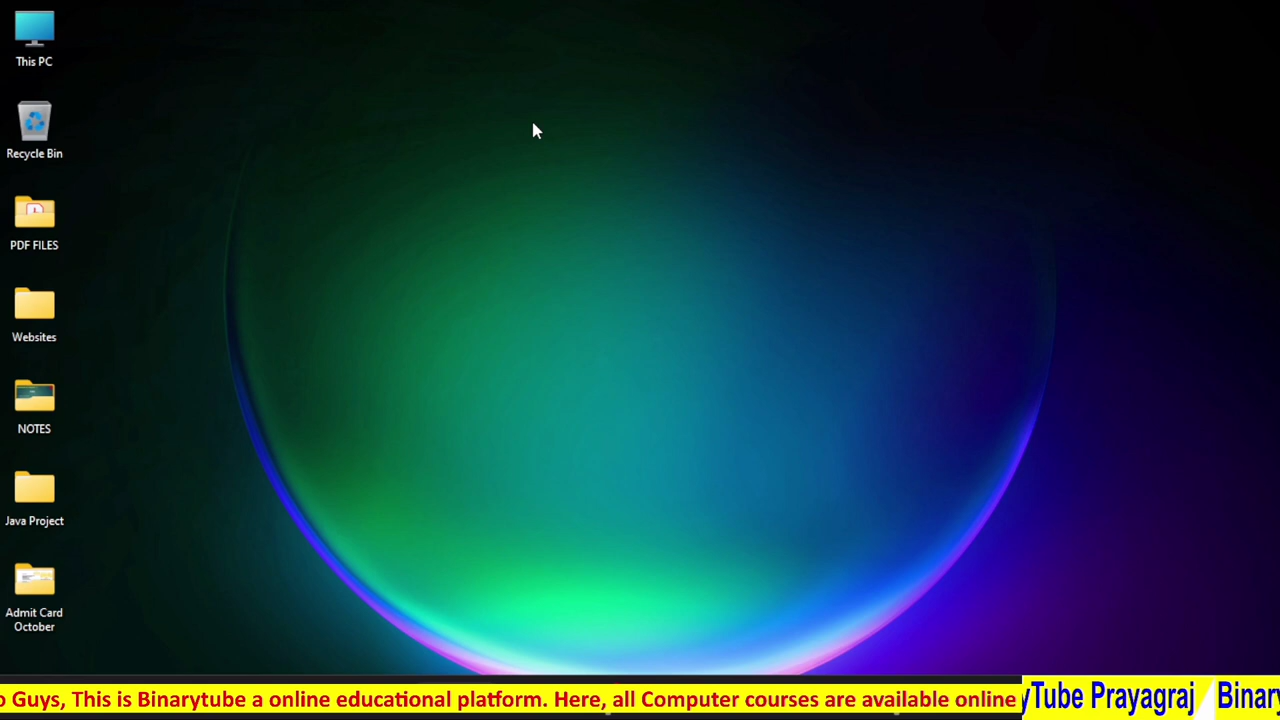 This PC
Recycle Bin
PDF FILES
Websites
NOTES
Java Project
Admit Card
October
o Guys, This is Binarytube a online educational platform. Here, all Computer courses are available online
yTube Prayagraj
Binary